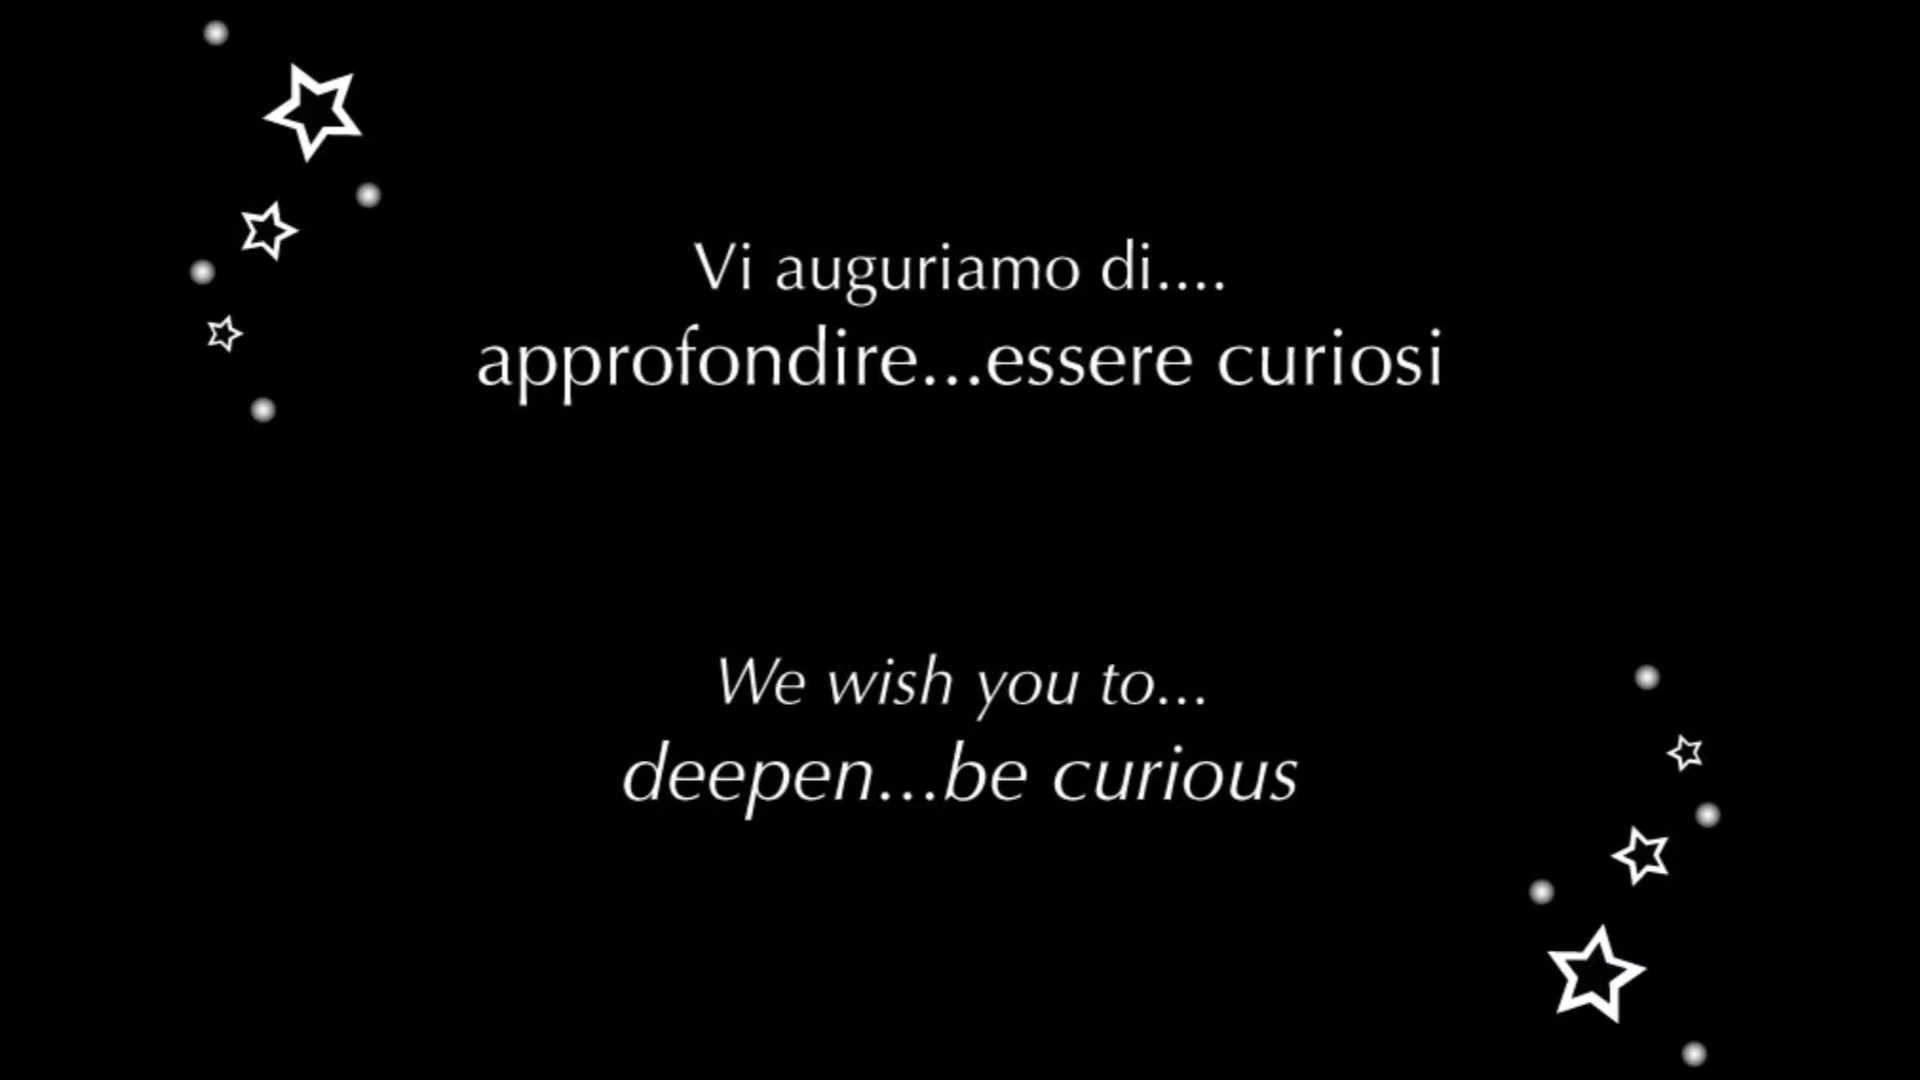 Vi auguriamo di....
approfondire...essere curiosi
We wish you to...
deepen...be curious